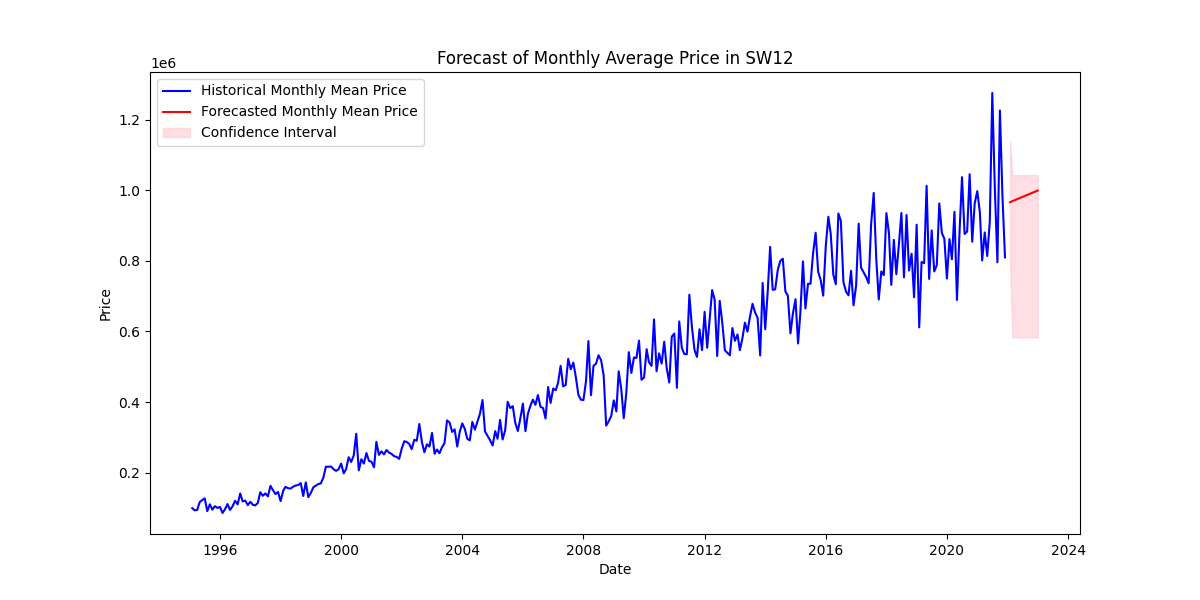 Forecast of Monthly Average Price in SW12
1e6
Historical Monthly Mean Price
Forecasted Monthly Mean Price
Confidence Interval
1.2
1.0
0.8
0.6
0.4
0.2
Price
1996 2000 2004 2008 2012 2016 2020 2024
Date